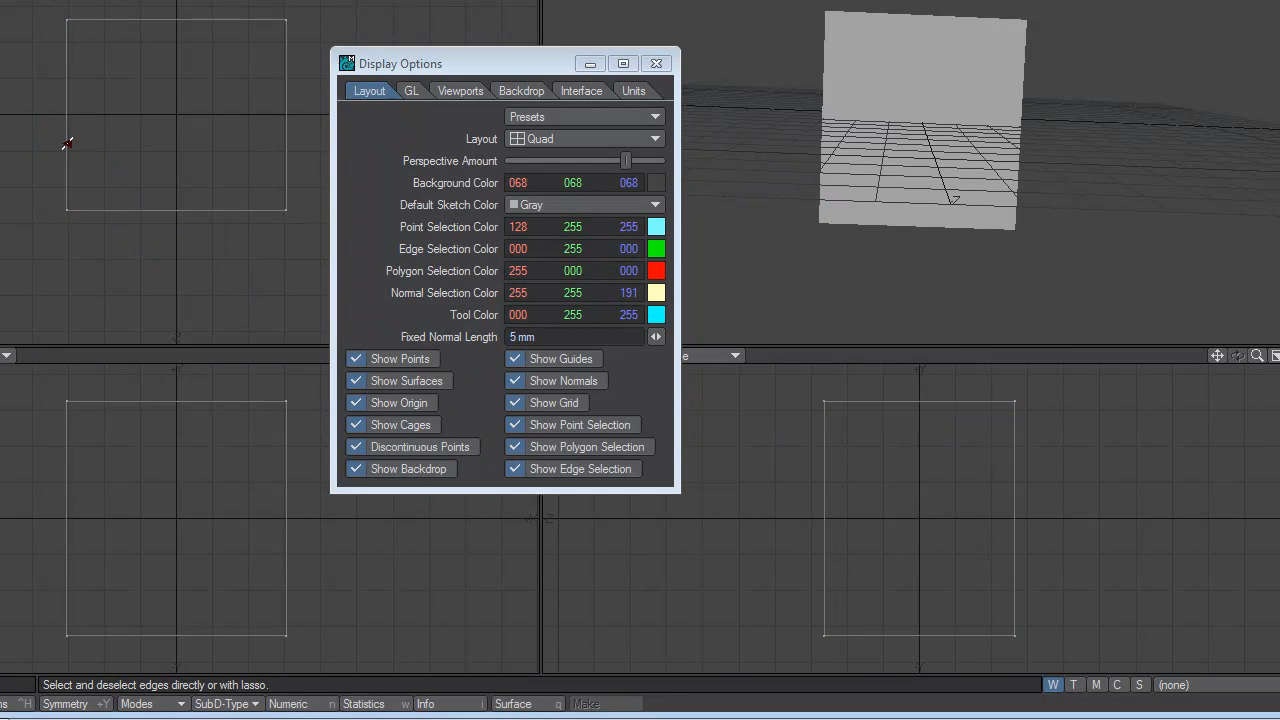 Display Options
Layout GL Viewports Backdrop Interface Units
Presets
Layout Quad
Perspective Amount
Background Color 068 068 068
Default Sketch Color Gray
Point Selection Color 128 255 255
Edge Selection Color 000 255 000
Polygon Selection Color 255 000 000
Normal Selection Color 255 255 191
Tool Color 000 255 255
Fixed Normal Length 5 mm
Show Points Show Guides
Show Surfaces Show Normals
Show Origin Show Grid
Show Cages Show Point Selection
Discontinuous Points Show Polygon Selection
Show Backdrop Show Edge Selection
Z
e
Select and deselect edges directly or with lasso.
W T M C S (none)
ns ^H Symmetry +Y Modes SubD-Type Numeric n Statistics w Info i Surface q Make